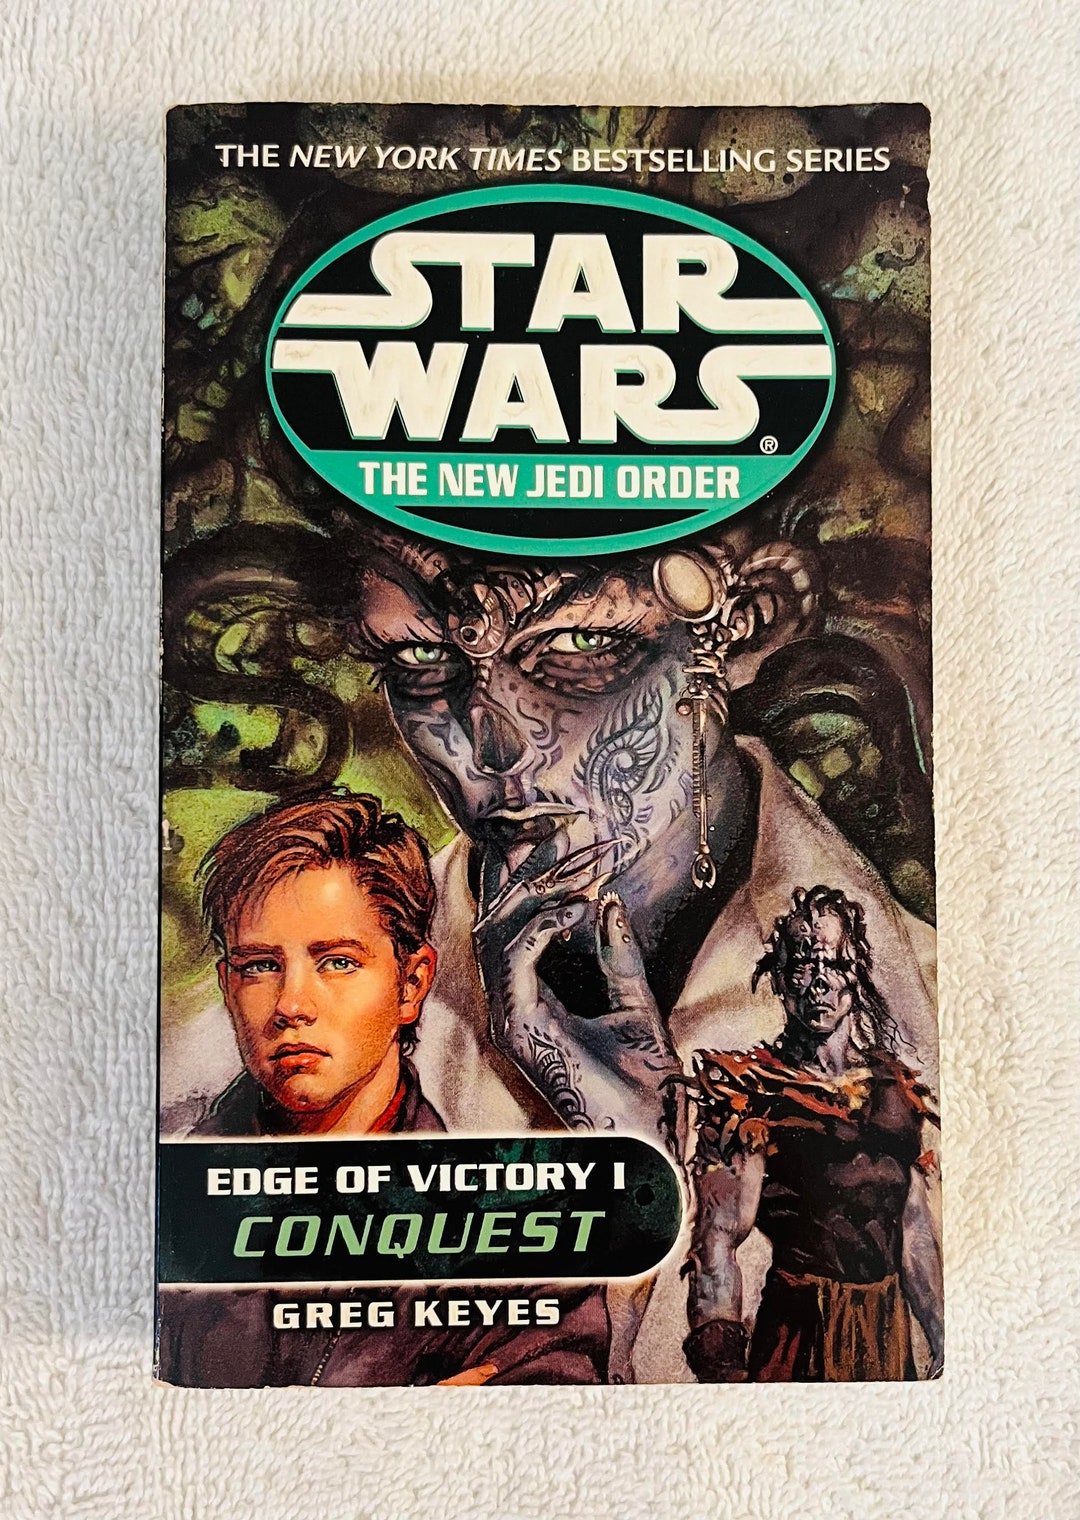 THE NEW YORK TIMES BESTSELLING SERIES
STAR
WARS®
THE NEW JEDI ORDER
EDGE OF VICTORY I
CONQUEST
GREG KEYES